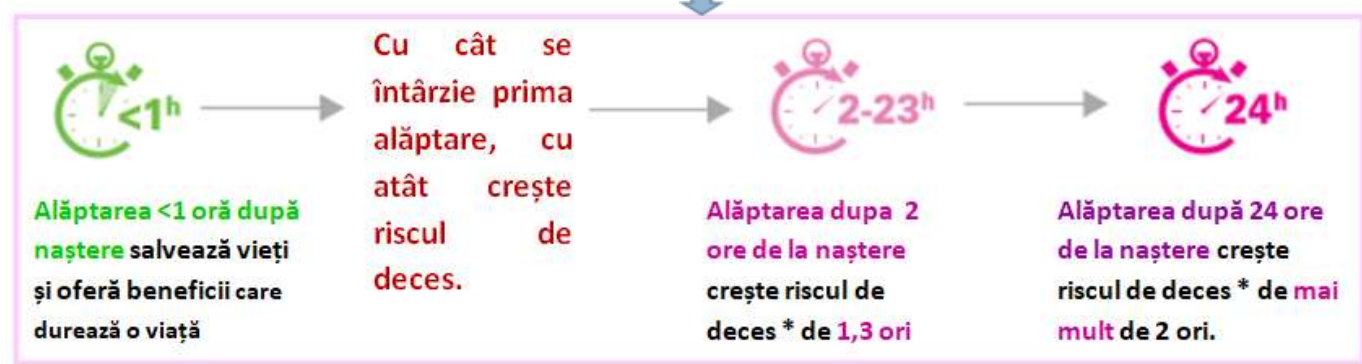 <1h
Cu cât se
întârzie prima
alăptare, cu
atât crește
riscul de
deces.
2-23h
24h
Alăptarea <1 oră după
naștere salvează vieți
și oferă beneficii care
durează o viață
Alăptarea dupa 2
ore de la naștere
crește riscul de
deces * de 1,3 ori
Alăptarea după 24 ore
de la naștere crește
riscul de deces * de mai
mult de 2 ori.